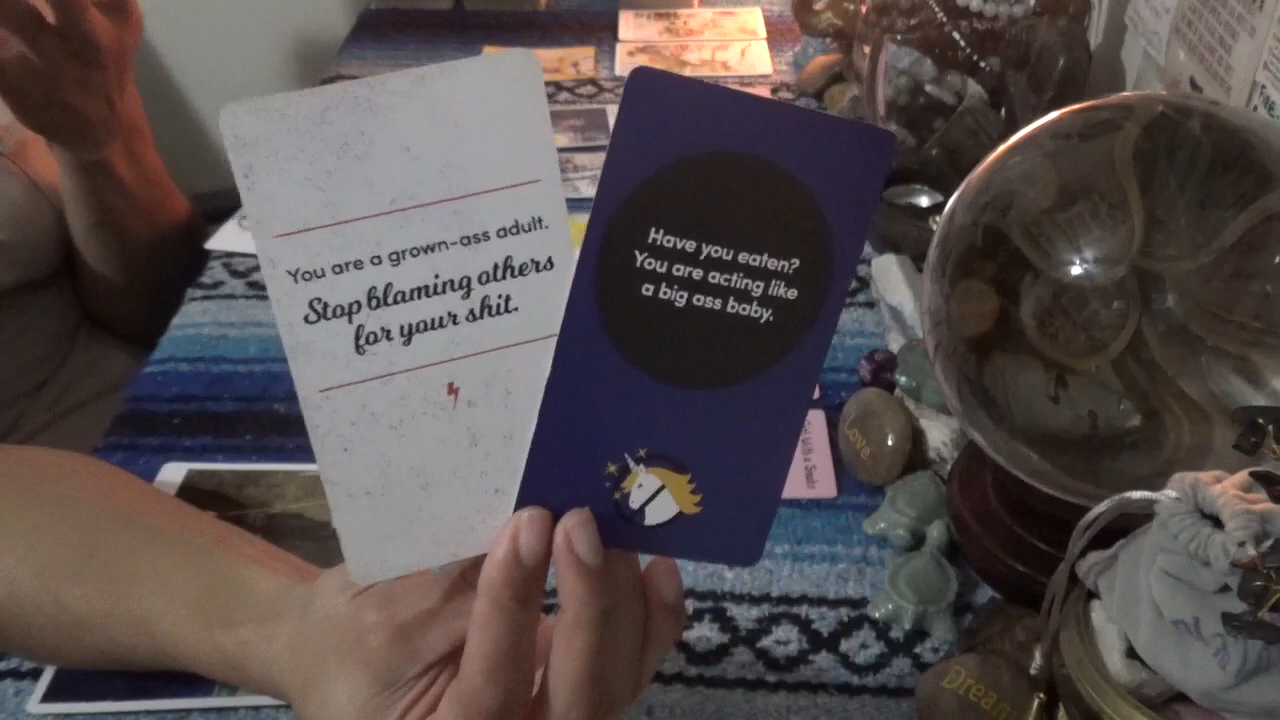 You are a grown-ass adult.
Stop blaming others
for your shit.
Have you eaten?
You are acting like
a big ass baby.
Love
Dream